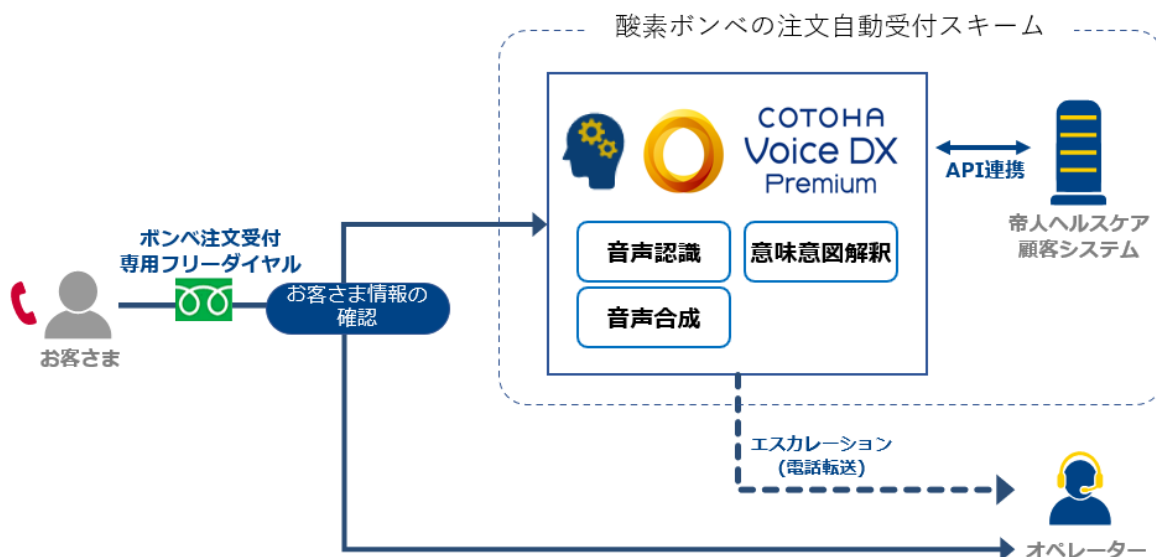 酸素ボンベの注文自動受付スキーム
COTOHA
Voice DX
Premium
API連携
帝人ヘルスケア
顧客システム
音声認識
意味意図解釈
音声合成
ボンベ注文受付
専用フリーダイヤル
お客さま情報の
確認
お客さま
エスカレーション
(電話転送)
オペレーター